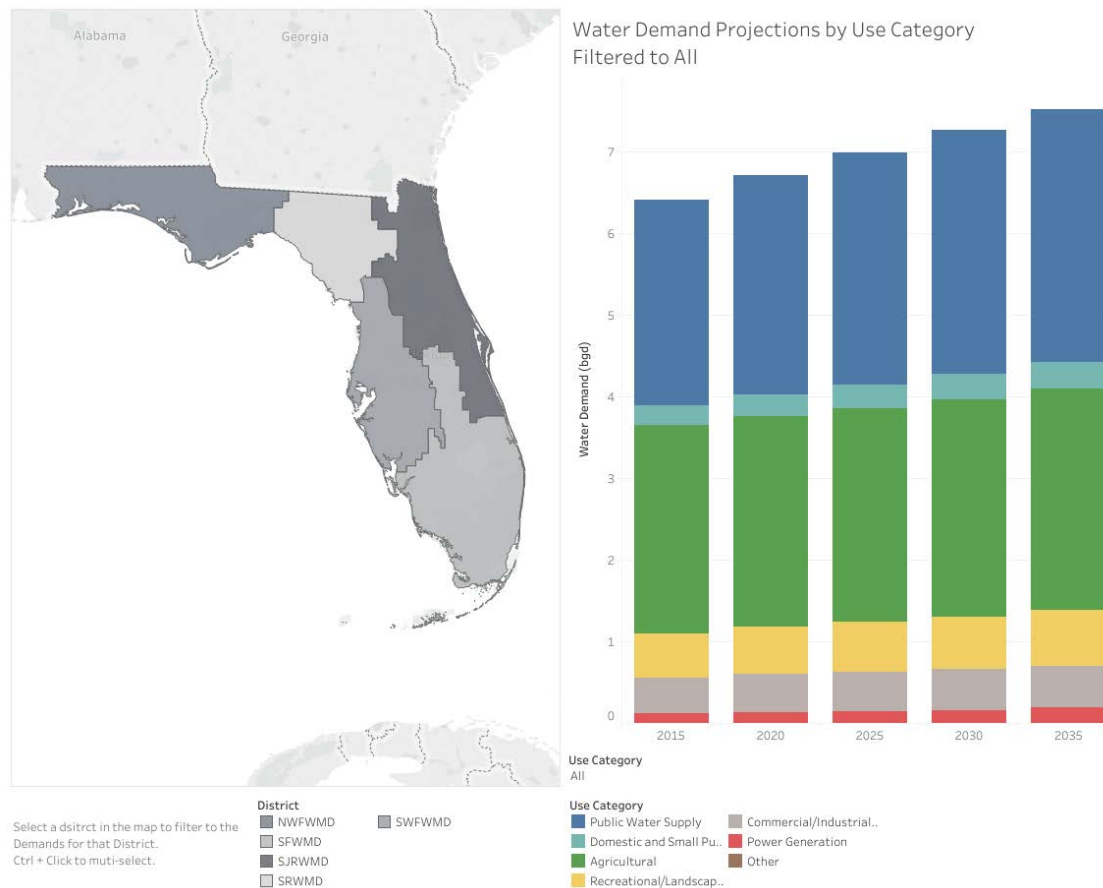 Alabama
Georgia
Water Demand Projections by Use Category
Filtered to All
Water Demand (bgd)
7
6
5
4
3
2
1
0
2015
2020
2025
2030
2035
Use Category
All
Select a dsitrct in the map to filter to the
Demands for that District.
Ctrl + Click to muti-select.
District
NWFWMD
SFWMD
SJRWMD
SRWMD
SWFWMD
Use Category
Public Water Supply
Domestic and Small Pu..
Agricultural
Recreational/Landscap..
Commercial/Industrial..
Power Generation
Other